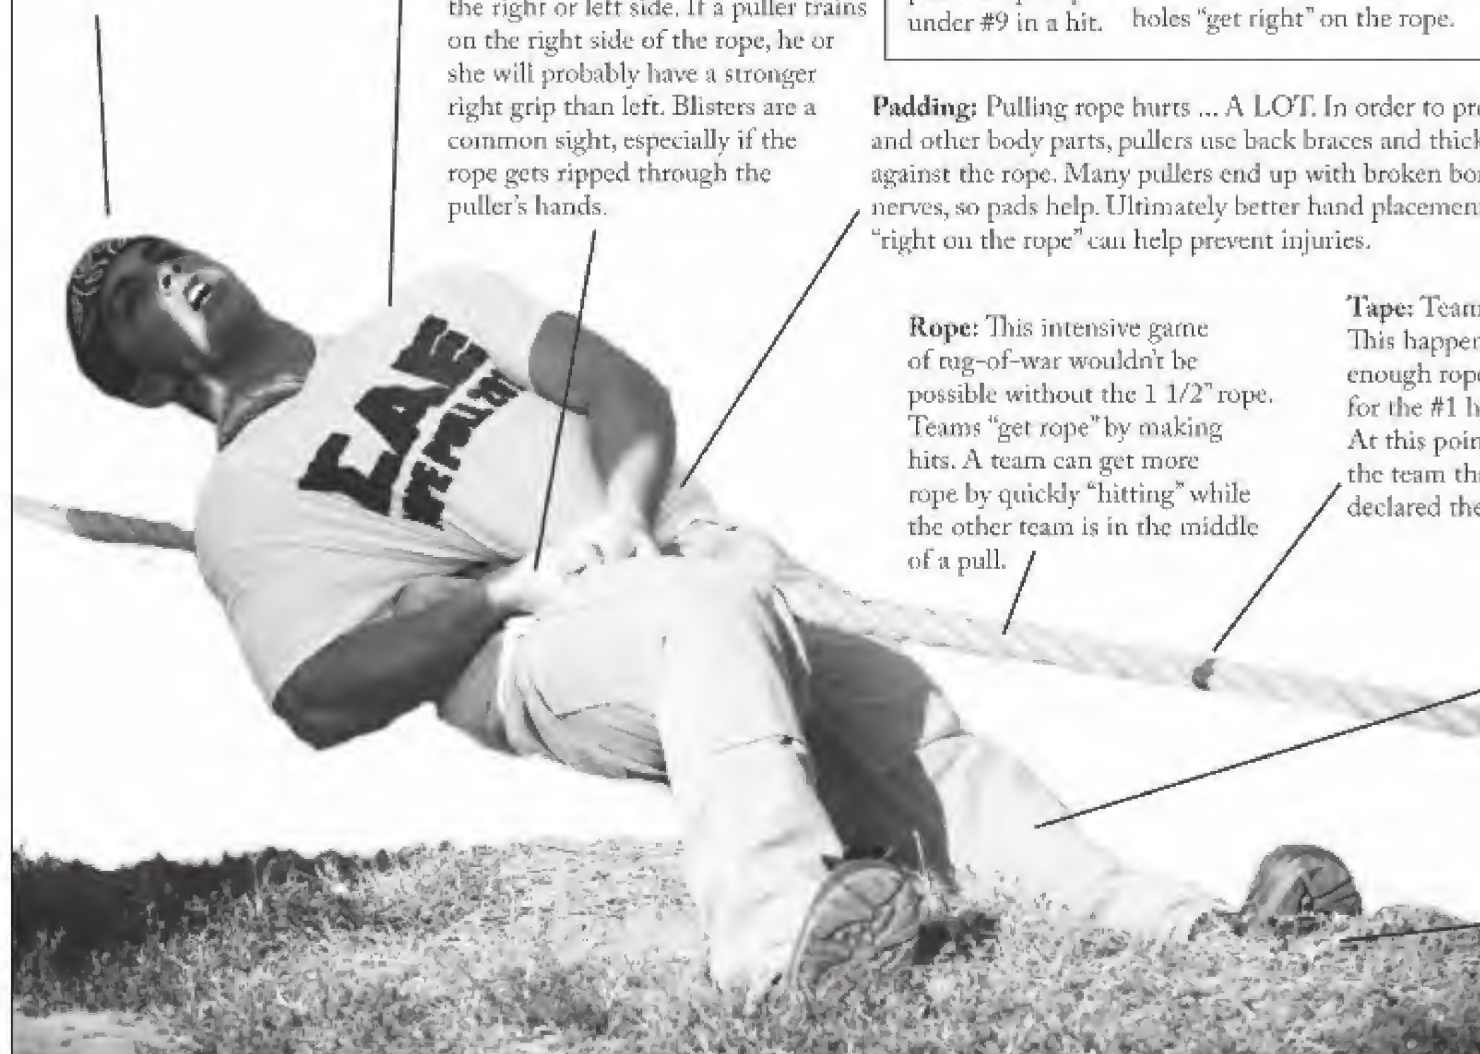 the right or left side. If a puller trains
on the right side of the rope, he or
she will probably have a stronger
right grip than left. Blisters are a
common sight, especially if the
rope gets ripped through the
puller's hands.
under #9 in a hit.
holes "get right" on the rope.
Padding: Pulling rope hurts ... A LOT. In order to
and other body parts, pullers use back braces and
against the rope. Many pullers end up with broken
nerves, so pads help. Ultimately better hand
"right on the rope" can help prevent injuries.
Rope: This intensive game
of tug-of-war wouldn't be
possible without the 1 1/2" rope.
Teams "get rope" by making
hits. A team can get more
rope by quickly "hitting" while
the other team is in the middle
of a pull.
Tape:
This
enough
for the #1
At this
the team
declared
EAE
WE PULL